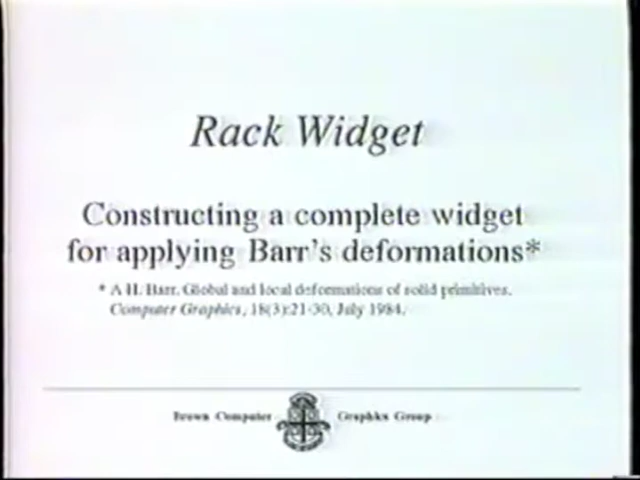 Rack Widget
Constructing a complete widget
for applying Barr's deformations*
* A H. Barr. Global and local deformations of solid primitives.
Computer Graphics, 18(3):21-30, July 1984.
Brown Computer Graphics Group